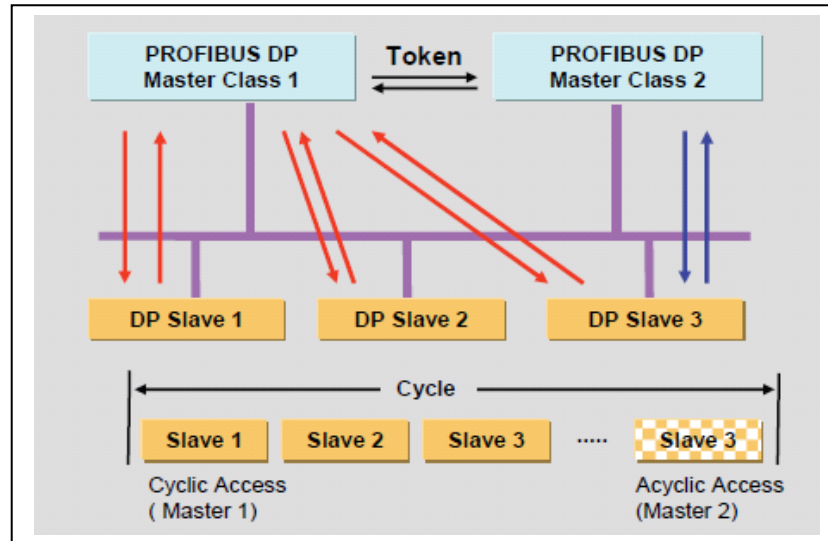 PROFIBUS DP
Master Class 1
Token
PROFIBUS DP
Master Class 2
DP Slave 1
DP Slave 2
DP Slave 3
Cycle
Slave 1
Slave 2
Slave 3
.....
Slave 3
Cyclic Access
( Master 1)
Acyclic Access
(Master 2)